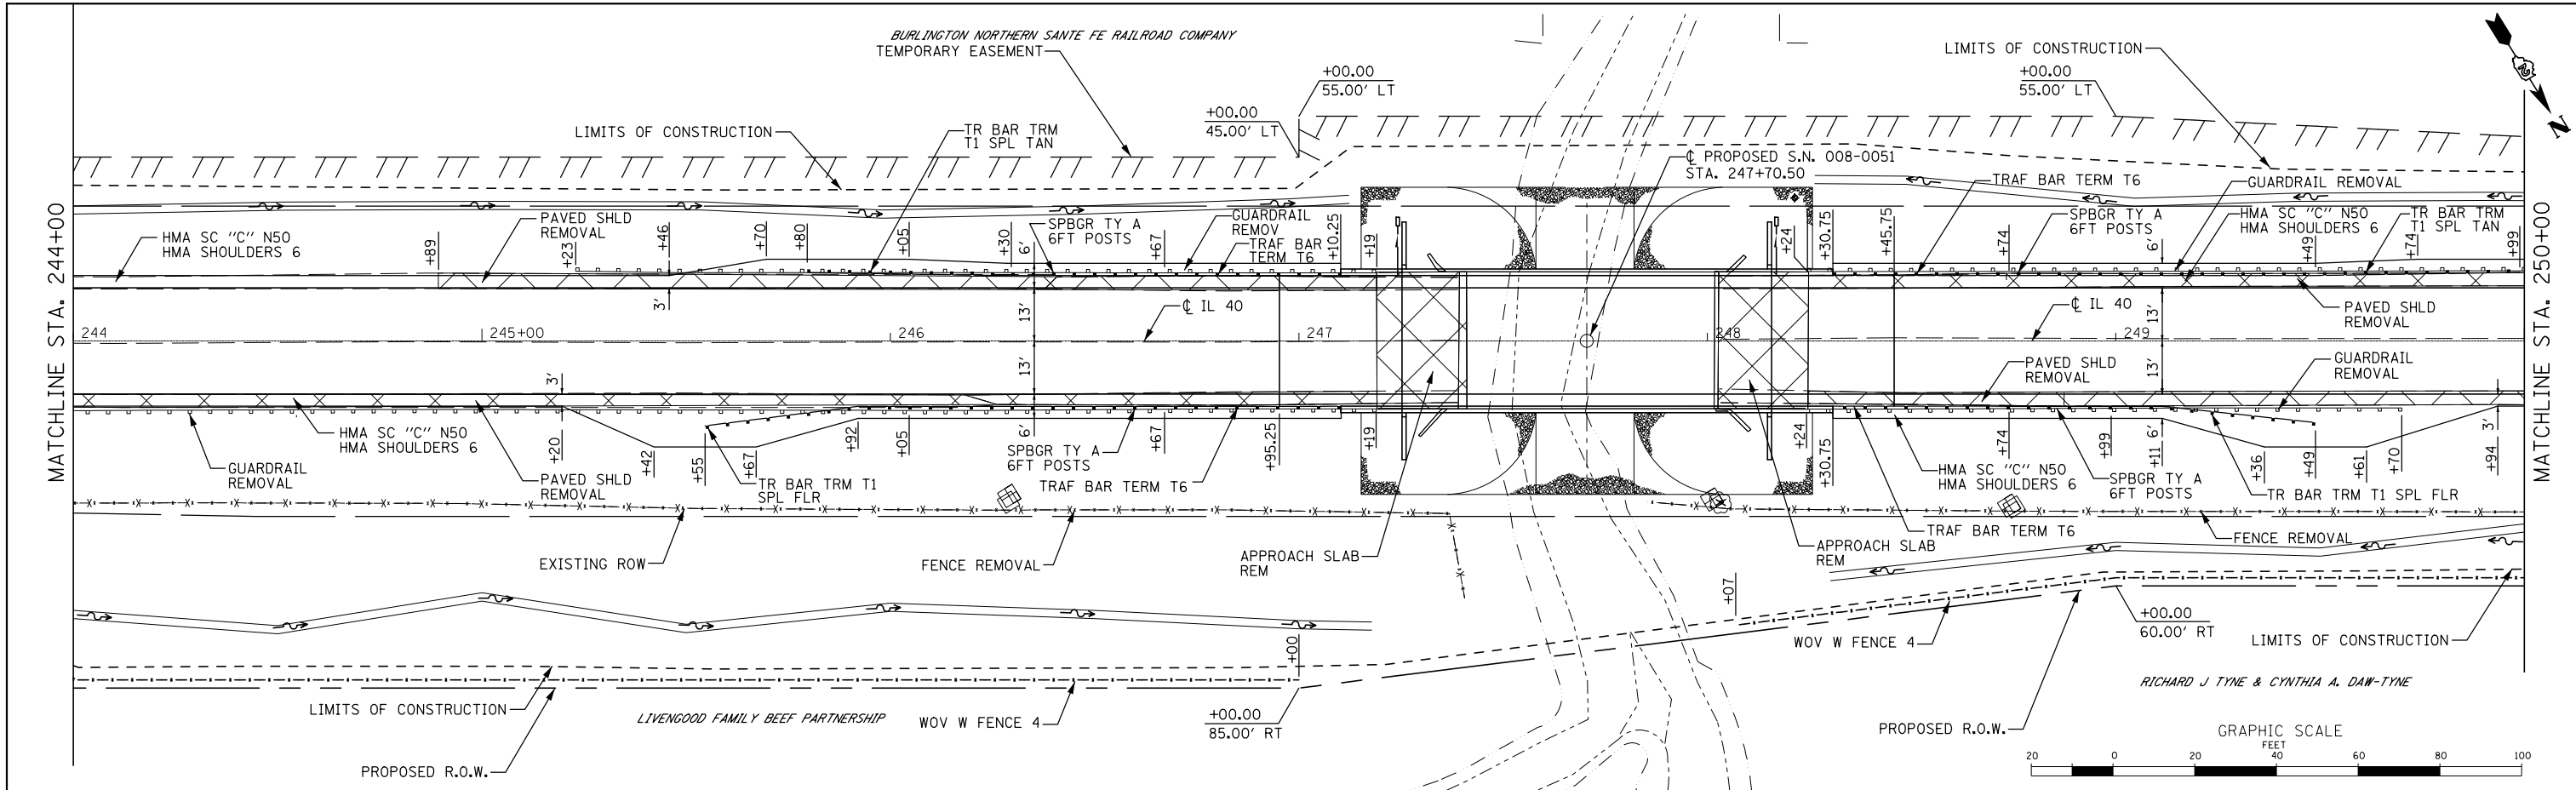 BURLINGTON NORTHERN SANTE FE RAILROAD COMPANY
TEMPORARY EASEMENT
LIMITS OF CONSTRUCTION
+00.00
55.00' LT
+00.00
55.00' LT
+00.00
45.00' LT
LIMITS OF CONSTRUCTION
TR BAR TRM
T1 SPL TAN
℄ PROPOSED S.N. 008-0051
STA. 247+70.50
TRAF BAR TERM T6
GUARDRAIL REMOVAL
N
MATCHLINE STA. 244+00
HMA SC "C" N50
HMA SHOULDERS 6
PAVED SHLD
REMOVAL
+89
+23
+46
+70
+80
+05
+30
SPBGR TY A
6FT POSTS
6'
+67
GUARDRAIL
REMOV
TRAF BAR
TERM T6
+10.25
+19
+24
+30.75
+45.75
+74
SPBGR TY A
6FT POSTS
6'
HMA SC "C" N50
HMA SHOULDERS 6
+49
TR BAR TRM
T1 SPL TAN
+74
+99
MATCHLINE STA. 250+00
3'
13'
℄ IL 40
℄ IL 40
13'
PAVED SHLD
REMOVAL
244
245+00
246
247
248
249
3'
13'
13'
PAVED SHLD
REMOVAL
GUARDRAIL
REMOVAL
HMA SC "C" N50
HMA SHOULDERS 6
GUARDRAIL
REMOVAL
PAVED SHLD
REMOVAL
+20
+42
+55
+67
+92
+05
TR BAR TRM T1
SPL FLR
6'
SPBGR TY A
6FT POSTS
+67
TRAF BAR TERM T6
+95.25
+19
+24
+30.75
HMA SC "C" N50
HMA SHOULDERS 6
+74
+99
SPBGR TY A
6FT POSTS
+11
6'
+36
+49
+61
+70
3'
+94
TR BAR TRM T1 SPL FLR
TRAF BAR TERM T6
FENCE REMOVAL
EXISTING ROW
FENCE REMOVAL
APPROACH SLAB
REM
APPROACH SLAB
REM
+07
+00
+00.00
60.00' RT
WOV W FENCE 4
LIMITS OF CONSTRUCTION
RICHARD J TYNE & CYNTHIA A. DAW-TYNE
LIMITS OF CONSTRUCTION
LIVENGOOD FAMILY BEEF PARTNERSHIP
WOV W FENCE 4
+00.00
85.00' RT
PROPOSED R.O.W.
PROPOSED R.O.W.
GRAPHIC SCALE
FEET
20 0 20 40 60 80 100